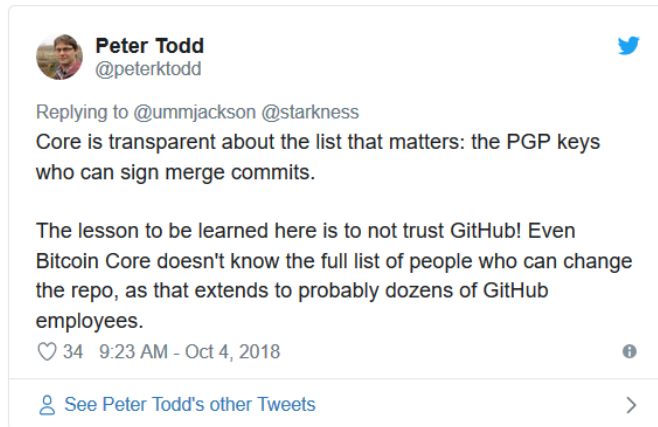 Peter Todd
@peterktodd
Replying to @ummjackson @starkness
Core is transparent about the list that matters: the PGP keys
who can sign merge commits.
The lesson to be learned here is to not trust GitHub! Even
Bitcoin Core doesn't know the full list of people who can change
the repo, as that extends to probably dozens of GitHub
employees.
34 9:23 AM - Oct 4, 2018
See Peter Todd's other Tweets